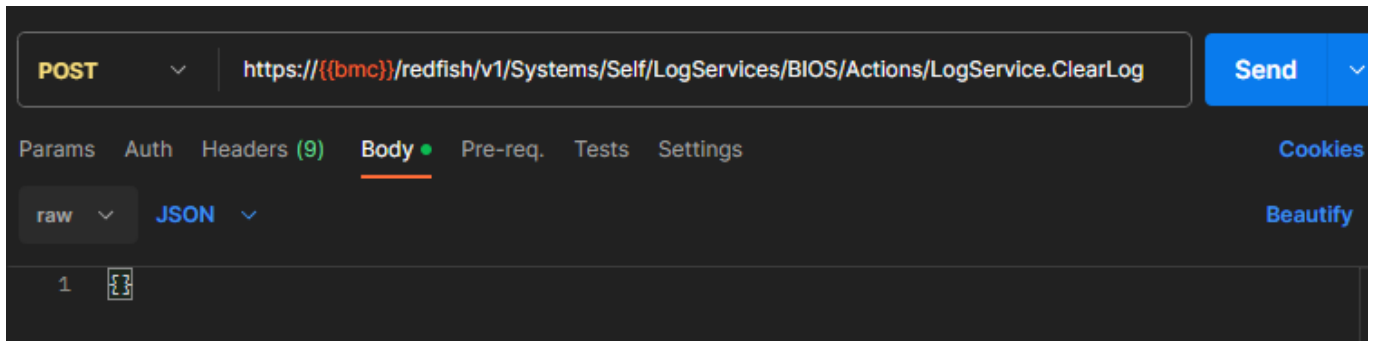 POST https://{{bmc}}/redfish/v1/Systems/Self/LogServices/BIOS/Actions/LogService.ClearLog Send
Params Auth Headers (9) Body Pre-req. Tests Settings Cookies
raw JSON Beautify
1 {}